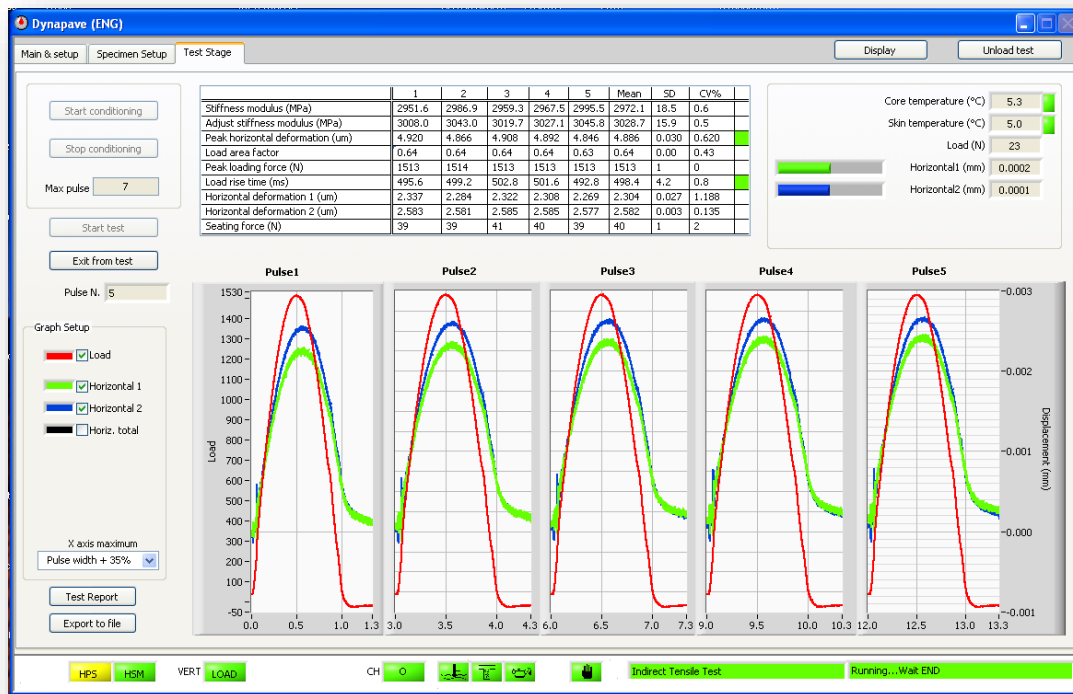 Dynapave (ENG)
Main & setup Specimen Setup Test Stage Display Unload test
Start conditioning
Stop conditioning
Max pulse 7
Start test
Exit from test
Pulse N. 5
1 2 3 4 5 Mean SD CV%
Stiffness modulus (MPa) 2951.6 2986.9 2959.3 2967.5 2995.5 2972.1 18.5 0.6
Adjust stiffness modulus (MPa) 3008.0 3043.0 3019.7 3027.1 3045.8 3028.7 15.9 0.5
Peak horizontal deformation (um) 4.920 4.866 4.908 4.892 4.846 4.886 0.030 0.620
Load area factor 0.64 0.64 0.64 0.64 0.63 0.64 0.00 0.43
Peak loading force (N) 1513 1514 1513 1513 1513 1513 1 0
Load rise time (ms) 495.6 499.2 502.8 501.6 492.8 498.4 4.2 0.8
Horizontal deformation 1 (um) 2.337 2.284 2.322 2.308 2.269 2.304 0.027 1.188
Horizontal deformation 2 (um) 2.583 2.581 2.585 2.585 2.577 2.582 0.003 0.135
Seating force (N) 39 39 41 40 39 40 1 2
Core temperature (°C) 5.3
Skin temperature (°C) 5.0
Load (N) 23
Horizontal1 (mm) 0.0002
Horizontal2 (mm) 0.0001
Graph Setup
Load
Horizontal 1
Horizontal 2
Horiz. total
X axis maximum
Pulse width + 35%
Test Report
Export to file
Pulse1 Pulse2 Pulse3 Pulse4 Pulse5
Load
1530
1400
1300
1200
1100
1000
900
800
700
600
500
400
300
200
100
-50
0.0 0.5 1.0 1.3
3.0 3.5 4.0 4.3
6.0 6.5 7.0 7.3
9.0 9.5 10.0 10.3
12.0 12.5 13.0 13.3
-0.003
-0.002
-0.001
-0.000
-0.001
Displacement (mm)
HPS HSM VERT LOAD CH O Indirect Tensile Test Running...Wait END